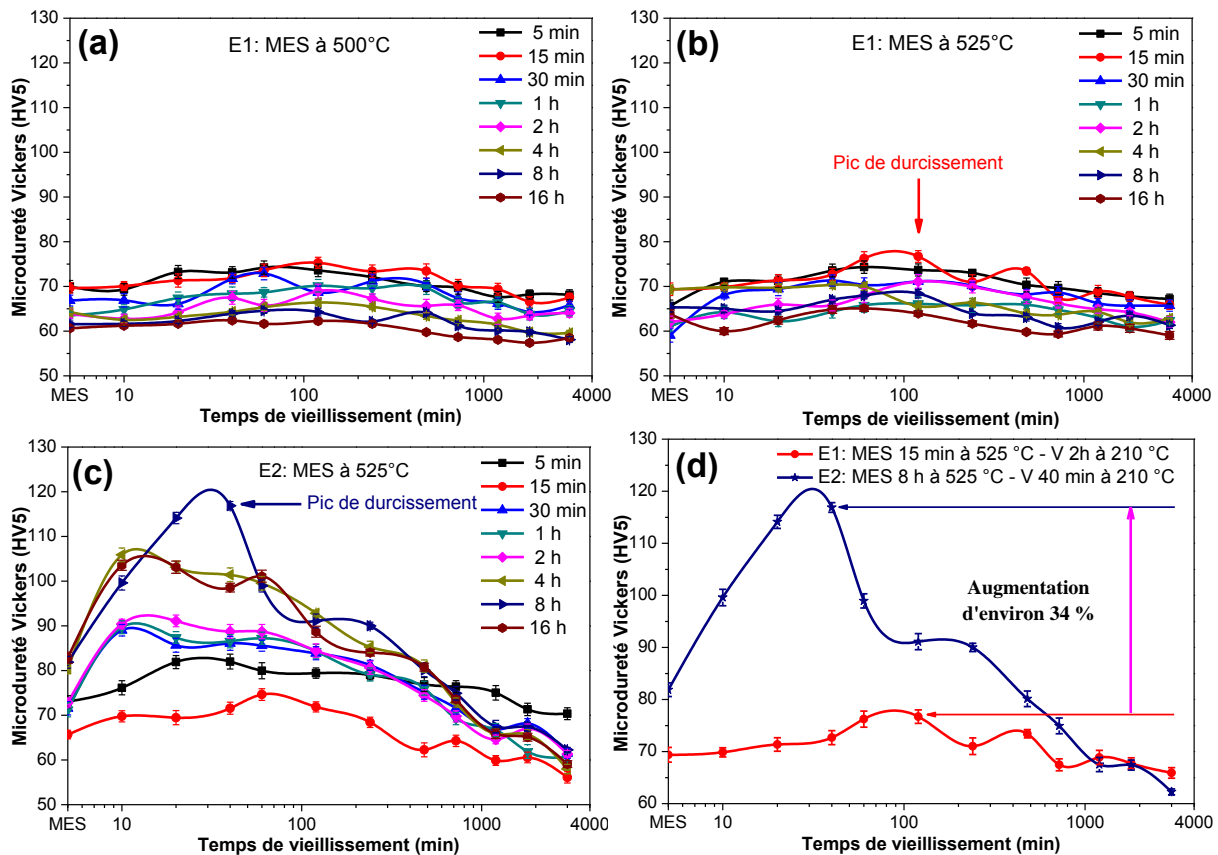 (a)
E1: MES à 500°C
5 min
15 min
30 min
1 h
2 h
4 h
8 h
16 h
130
120
110
100
90
80
70
60
50
Microdureté Vickers (HV5)
MES
10
100
1000
4000
Temps de vieillissement (min)
(b)
E1: MES à 525°C
Pic de durcissement
5 min
15 min
30 min
1 h
2 h
4 h
8 h
16 h
130
120
110
100
90
80
70
60
50
Microdureté Vickers (HV5)
MES
10
100
1000
4000
Temps de vieillissement (min)
(c)
E2: MES à 525°C
Pic de durcissement
5 min
15 min
30 min
1 h
2 h
4 h
8 h
16 h
130
120
110
100
90
80
70
60
50
Microdureté Vickers (HV5)
MES
10
100
1000
4000
Temps de vieillissement (min)
(d)
E1: MES 15 min à 525 °C - V 2h à 210 °C
E2: MES 8 h à 525 °C - V 40 min à 210 °C
Augmentation
d'environ 34 %
130
120
110
100
90
80
70
60
Microdureté Vickers (HV5)
MES
10
100
1000
4000
Temps de vieillissement (min)